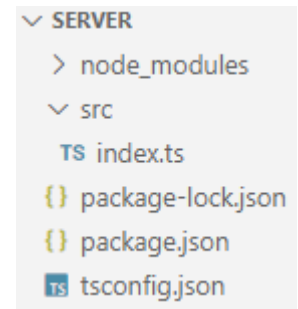 SERVER
node_modules
src
TS index.ts
{} package-lock.json
{} package.json
TS tsconfig.json